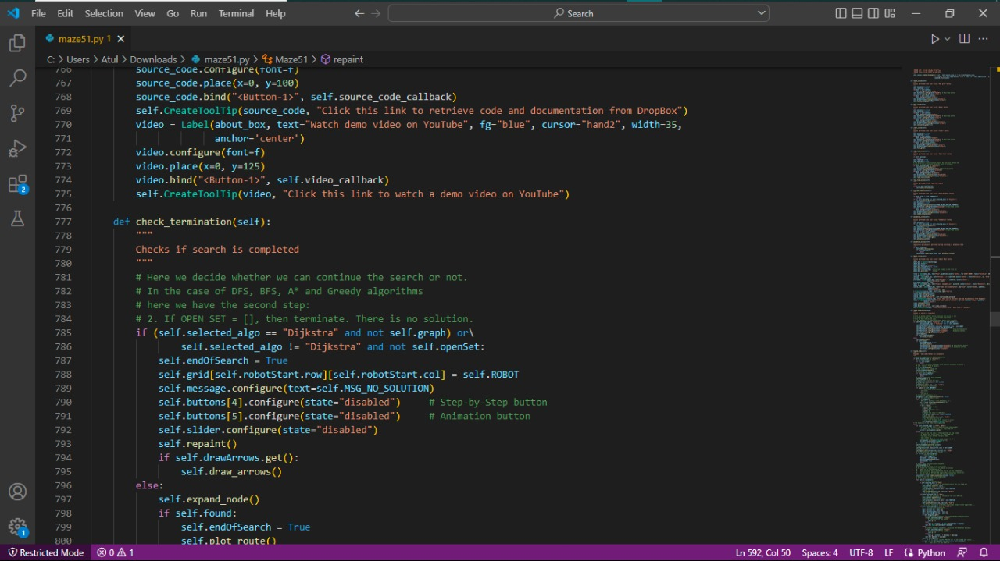 File Edit Selection View Go Run Terminal Help Search
maze51.py 1
C: > Users > Atul > Downloads > maze51.py > Maze51 > repaint
766 source_code.configure(font=f)
767 source_code.place(x=0, y=100)
768 source_code.bind("<Button-1>", self.source_code_callback)
769 self.CreateToolTip(source_code, "Click this link to retrieve code and documentation from DropBox")
770 video = Label(about_box, text="Watch demo video on YouTube", fg="blue", cursor="hand2", width=35,
771 anchor='center')
772 video.configure(font=f)
773 video.place(x=0, y=125)
774 video.bind("<Button-1>", self.video_callback)
775 self.CreateToolTip(video, "Click this link to watch a demo video on YouTube")
776
777 def check_termination(self):
778 """
779 Checks if search is completed
780 """
781 # Here we decide whether we can continue the search or not.
782 # In the case of DFS, BFS, A* and Greedy algorithms
783 # here we have the second step:
784 # 2. If OPEN SET = [], then terminate. There is no solution.
785 if (self.selected_algo == "Dijkstra" and not self.graph) or\
786 self.selected_algo != "Dijkstra" and not self.openSet:
787 self.endOfSearch = True
788 self.grid[self.robotStart.row][self.robotStart.col] = self.ROBOT
789 self.message.configure(text=self.MSG_NO_SOLUTION)
790 self.buttons[4].configure(state="disabled") # Step-by-Step button
791 self.buttons[5].configure(state="disabled") # Animation button
792 self.slider.configure(state="disabled")
793 self.repaint()
794 if self.drawArrows.get():
795 self.draw_arrows()
796 else:
797 self.expand_node()
798 if self.found:
799 self.endOfSearch = True
800 self.plot_route()
2
1
Restricted Mode 0 1 Ln 592, Col 50 Spaces: 4 UTF-8 LF Python